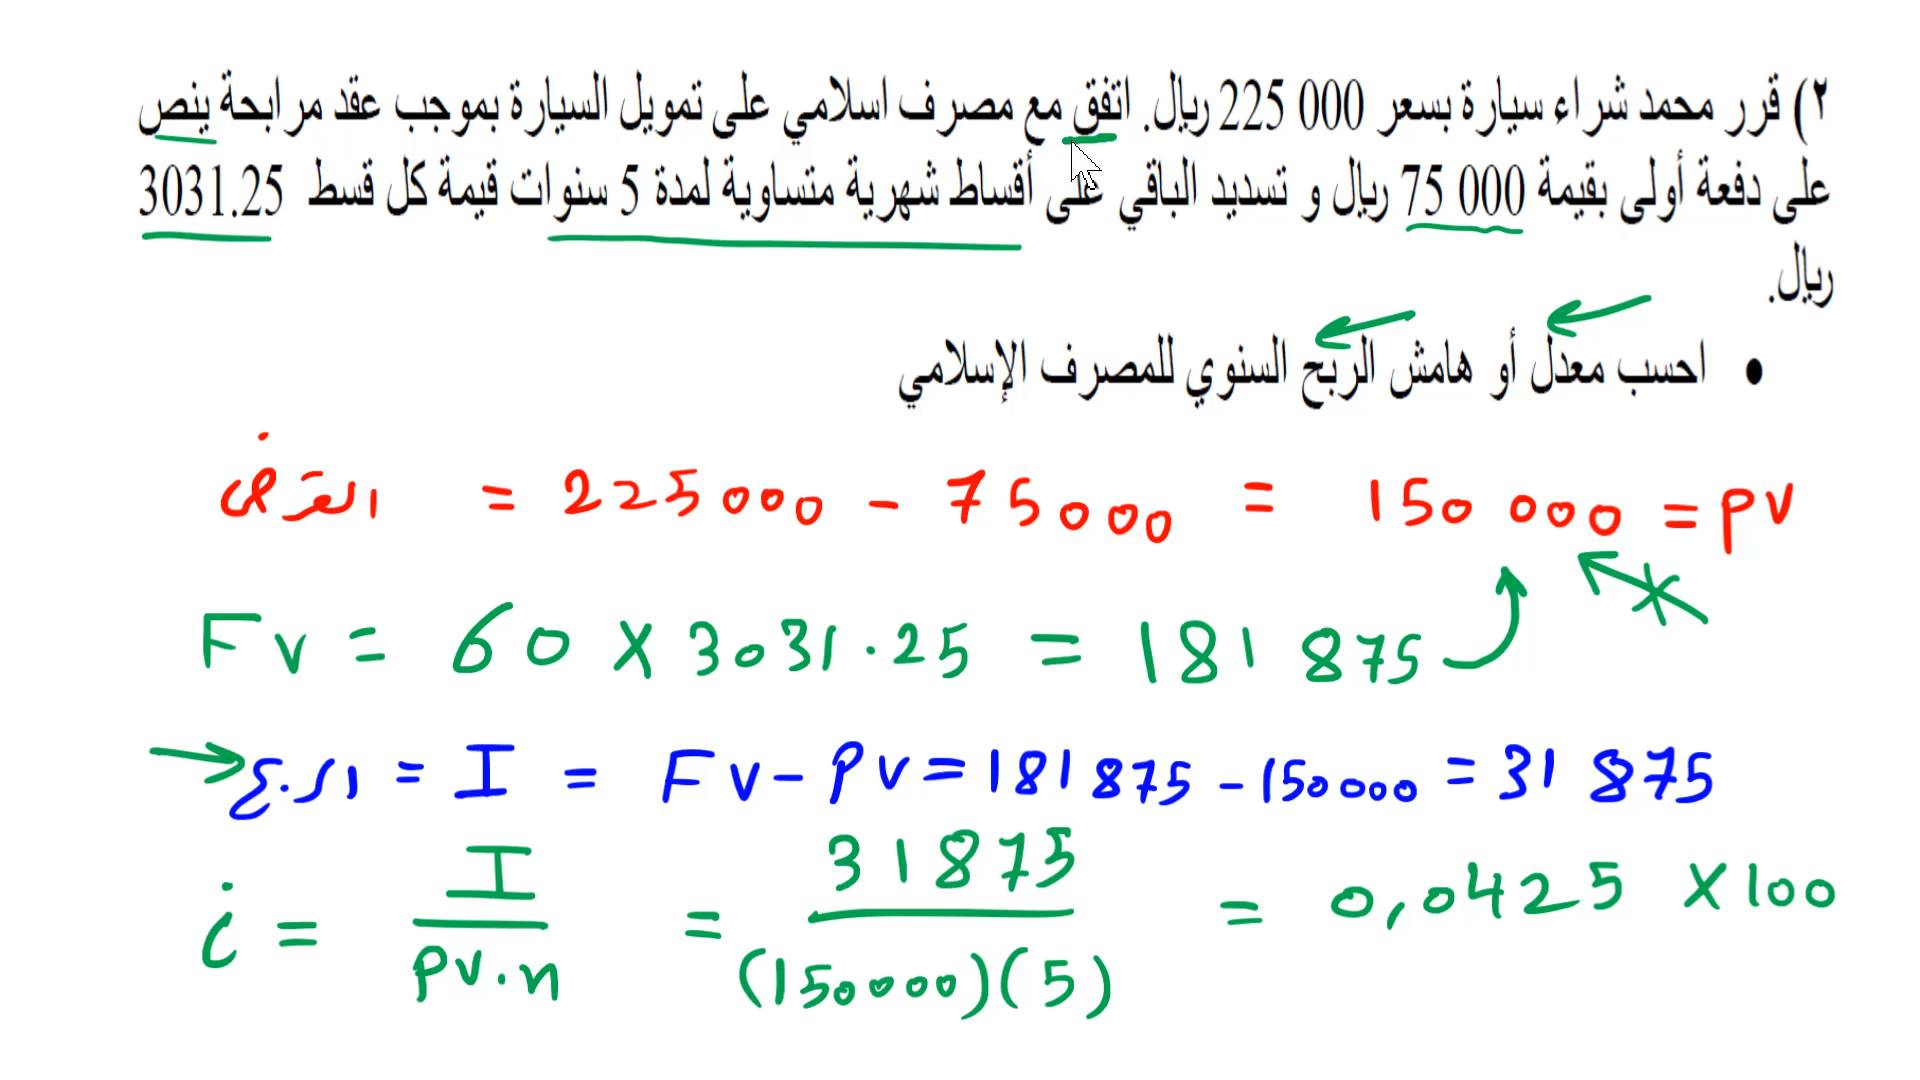 ٢) قرر محمد شراء سيارة بسعر 000 225 ريال. اتفق مع مصرف اسلامي على تمويل السيارة بموجب عقد مرابحة ينص
على دفعة أولى بقيمة 000 75 ريال و تسديد الباقي على أقساط شهرية متساوية لمدة 5 سنوات قيمة كل قسط 3031.25
ريال.
• احسب معدل أو هامش الربح السنوي للمصرف الإسلامي
القرض = 225000 - 75000 = 150 000 = PV
FV = 60 × 3031.25 = 181 875
الربح = I = FV - PV = 181 875 - 150000 = 31 875
i = I / PV.n = 31875 / (150000)(5) = 0,0425 × 100